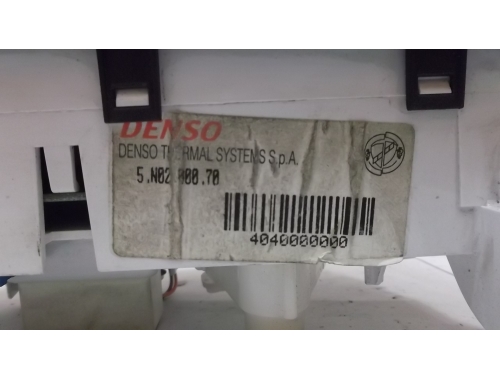 DENSO
DENSO THERMAL SYSTEMS S.p.A.
5.N02.000.70
4040000000